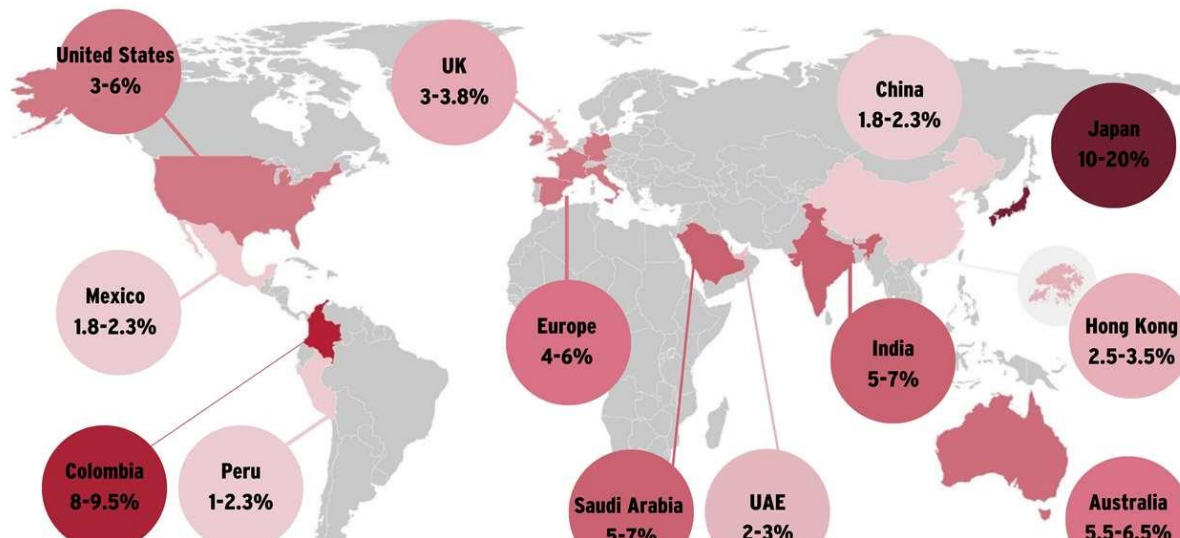 United States
3-6%
UK
3-3.8%
China
1.8-2.3%
Japan
10-20%
Mexico
1.8-2.3%
Europe
4-6%
India
5-7%
Hong Kong
2.5-3.5%
Colombia
8-9.5%
Peru
1-2.3%
Saudi Arabia
5-7%
UAE
2-3%
Australia
5.5-6.5%